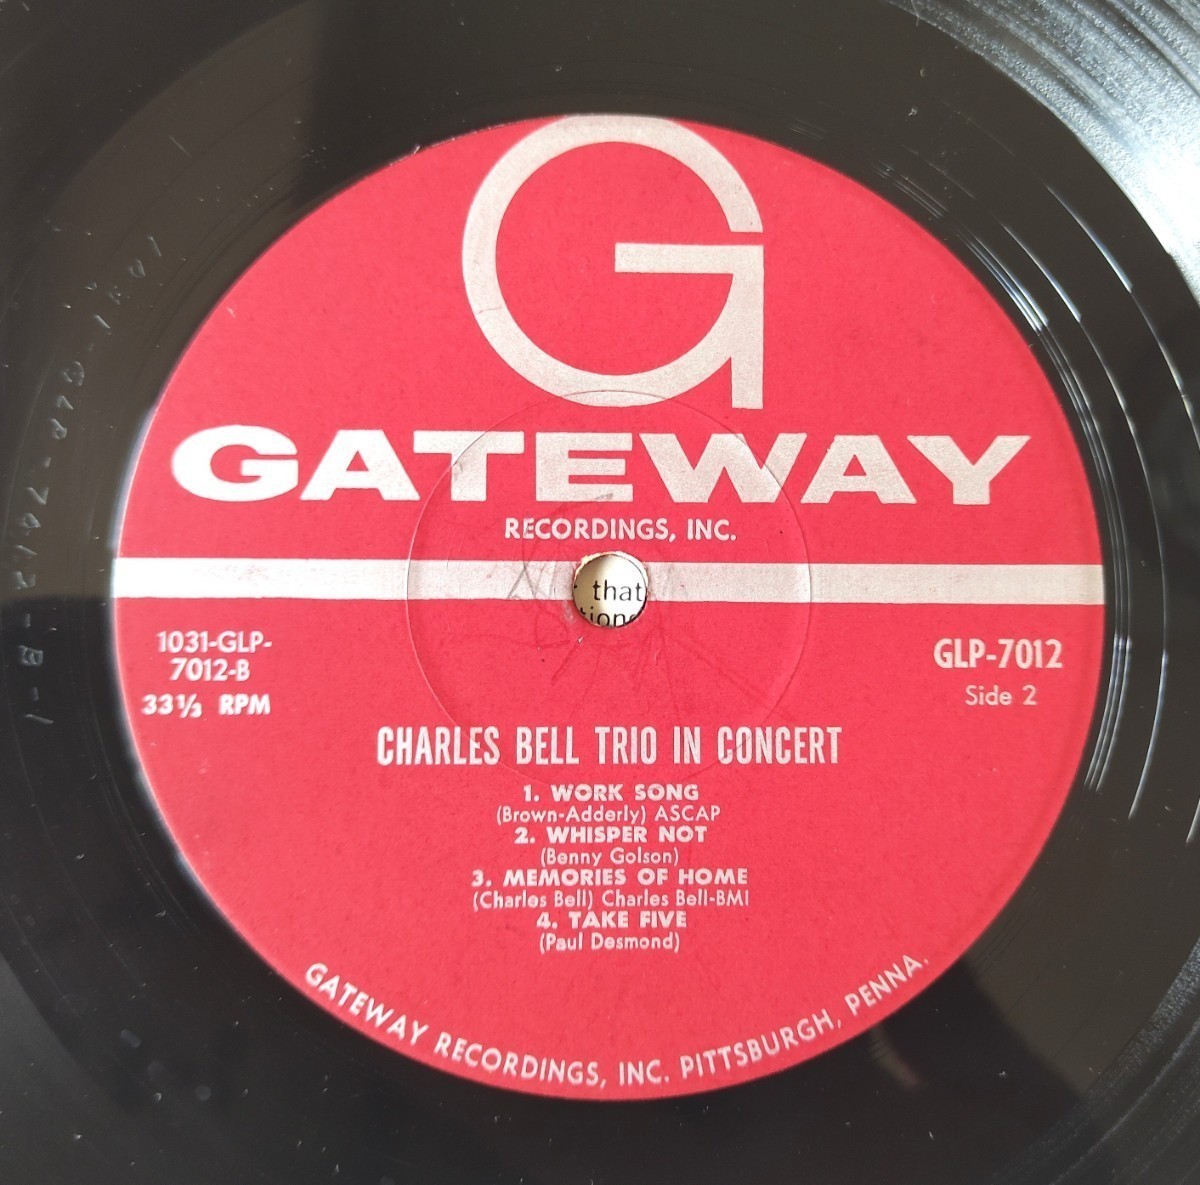 G
GATEWAY
RECORDINGS, INC.
that
1031-GLP-
7012-B
33⅓ RPM
GLP-7012
Side 2
CHARLES BELL TRIO IN CONCERT
1. WORK SONG
(Brown-Adderly) ASCAP
2. WHISPER NOT
(Benny Golson)
3. MEMORIES OF HOME
(Charles Bell) Charles Bell-BMI
4. TAKE FIVE
(Paul Desmond)
GATEWAY RECORDINGS, INC. PITTSBURGH, PENNA.